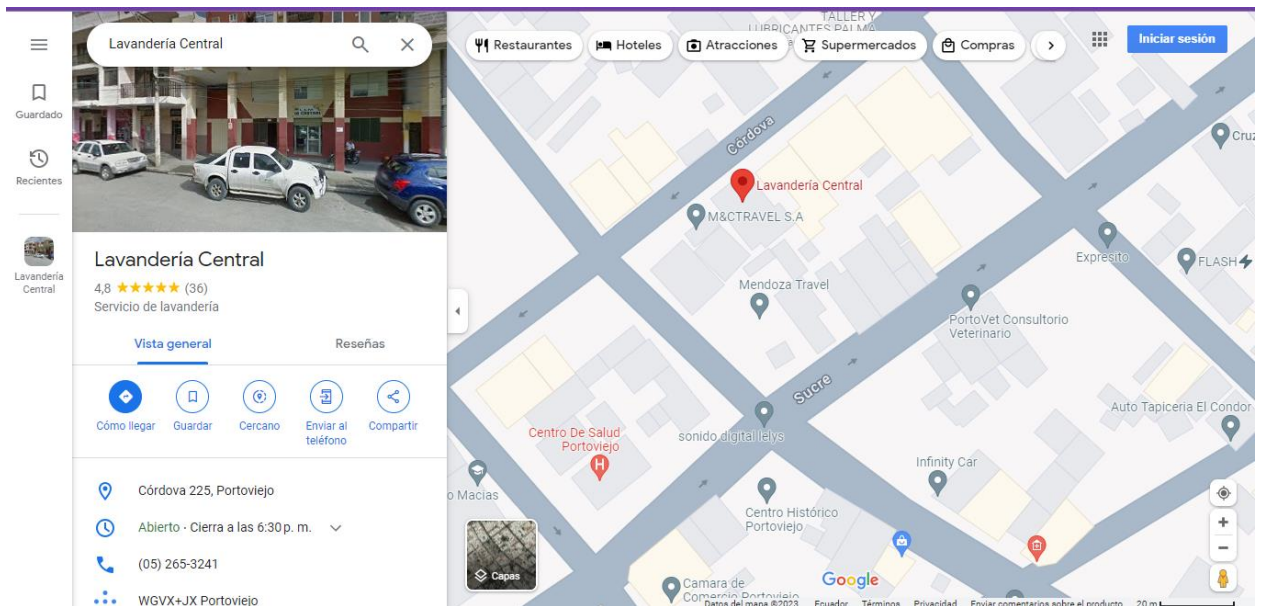 Lavandería Central
Guardado
Recientes
Lavandería
Central
Lavandería Central
4,8 (36)
Servicio de lavandería
Vista general
Reseñas
Cómo llegar
Guardar
Cercano
Enviar al
teléfono
Compartir
Córdova 225, Portoviejo
Abierto · Cierra a las 6:30 p. m.
(05) 265-3241
WGVX+JX Portoviejo
Restaurantes
Hoteles
Atracciones
Supermercados
Compras
Iniciar sesión
TALLER Y
LUBRICANTES PALMA
Córdova
Cruz
Lavandería Central
M&CTRAVEL S.A
Expresito
FLASH
Mendoza Travel
PortoVet Consultorio
Veterinario
Sucre
Auto Tapiceria El Condor
Centro De Salud
Portoviejo
sonido digital lelys
Infinity Car
o Macias
Centro Histórico
Portoviejo
Capas
Camara de
Comercio Portoviejo
Google
Datos del mapa ©2023 Ecuador Términos Privacidad Enviar comentarios sobre el producto 20 m